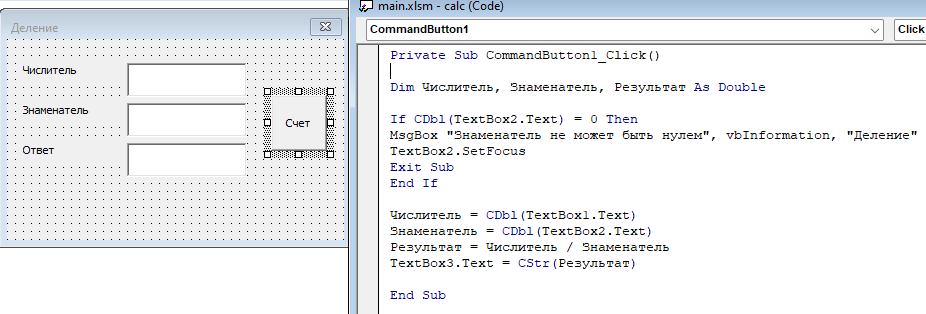 Деление
Числитель
Знаменатель
Ответ
Счет
main.xlsm - calc (Code)
CommandButton1
Click
Private Sub CommandButton1_Click()
Dim Числитель, Знаменатель, Результат As Double
If CDbl(TextBox2.Text) = 0 Then
MsgBox "Знаменатель не может быть нулем", vbInformation, "Деление"
TextBox2.SetFocus
Exit Sub
End If
Числитель = CDbl(TextBox1.Text)
Знаменатель = CDbl(TextBox2.Text)
Результат = Числитель / Знаменатель
TextBox3.Text = CStr(Результат)
End Sub